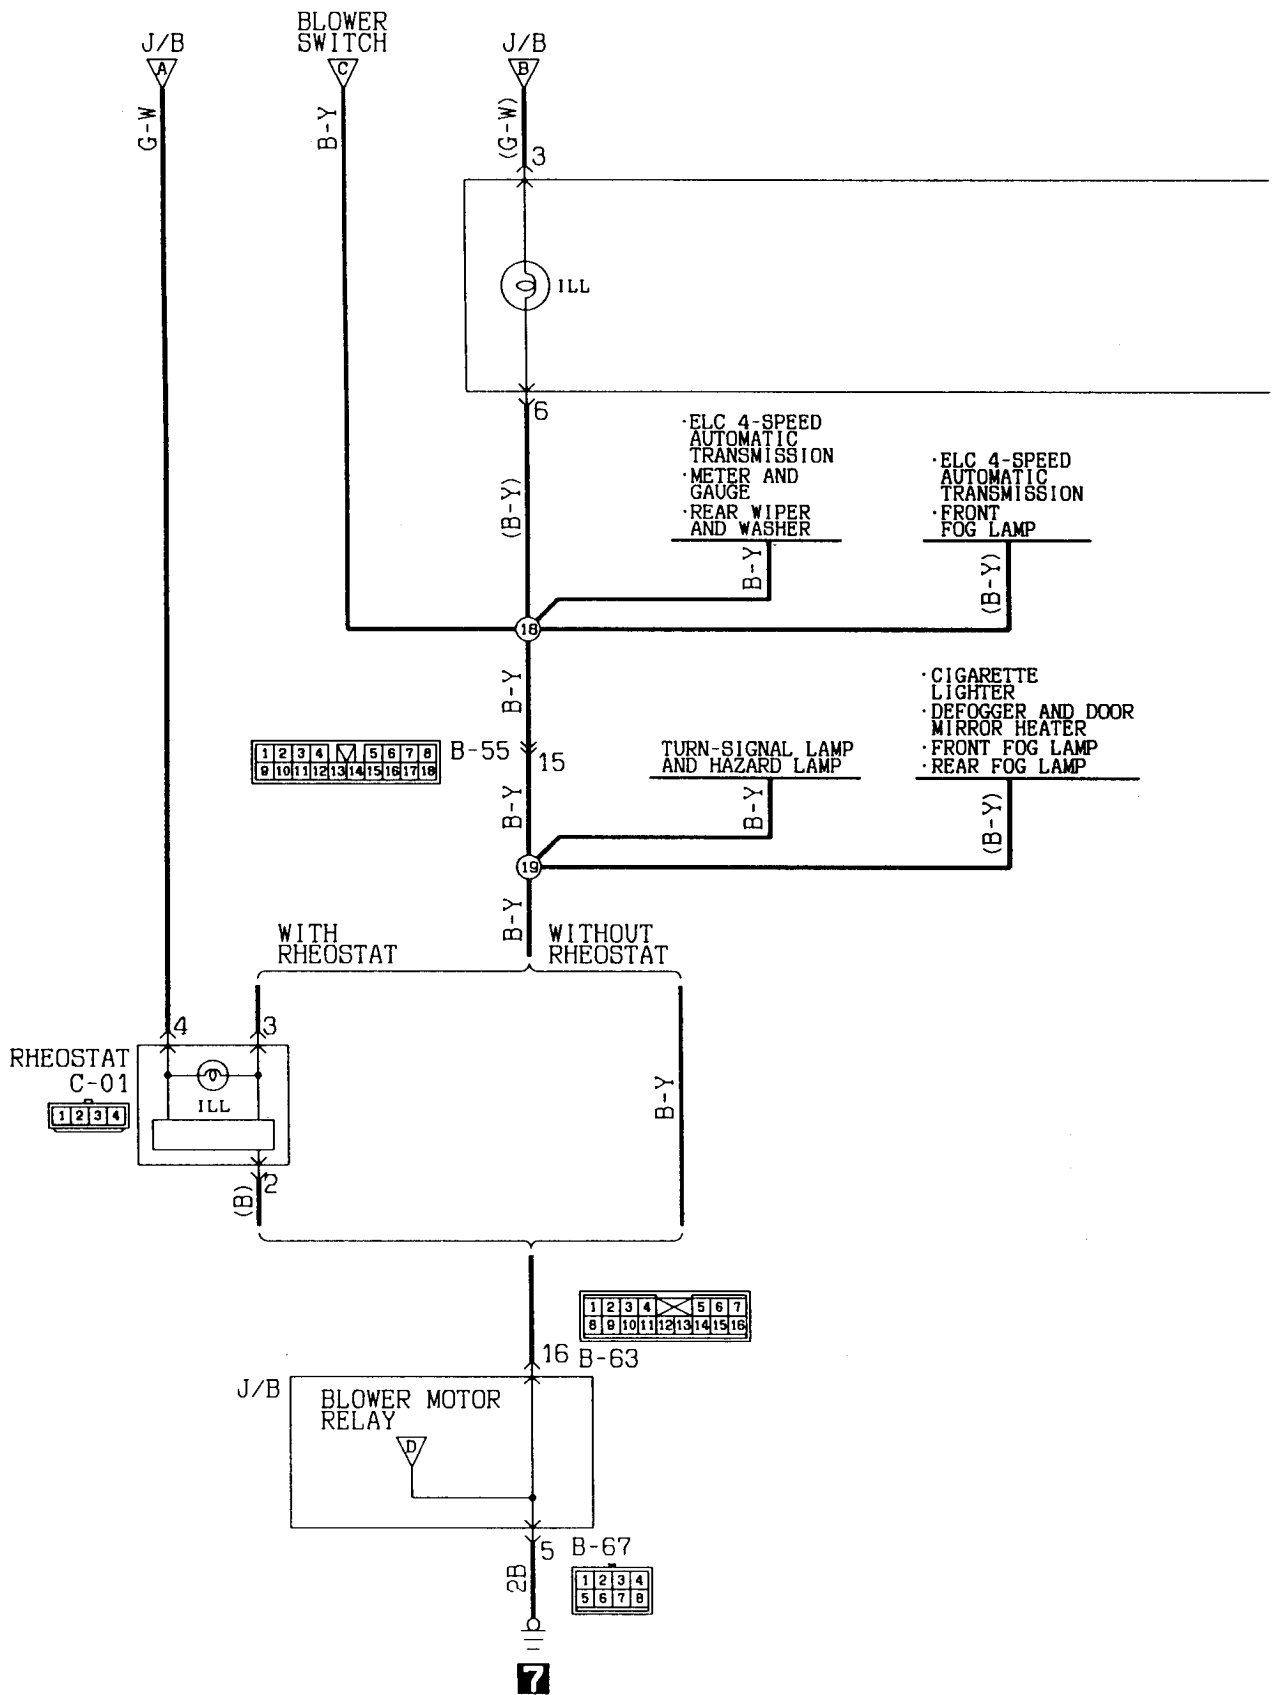 J/B
BLOWER
SWITCH
J/B
A
C
B
G-W
B-Y
(G-W)
3
ILL
6
(B-Y)
·ELC 4-SPEED
AUTOMATIC
TRANSMISSION
·METER AND
GAUGE
·REAR WIPER
AND WASHER
·ELC 4-SPEED
AUTOMATIC
TRANSMISSION
·FRONT
FOG LAMP
B-Y
(B-Y)
18
B-Y
1 2 3 4 5 6 7 8
9 10 11 12 13 14 15 16 17 18
B-55
15
TURN-SIGNAL LAMP
AND HAZARD LAMP
·CIGARETTE
LIGHTER
·DEFOGGER AND DOOR
MIRROR HEATER
·FRONT FOG LAMP
·REAR FOG LAMP
B-Y
B-Y
(B-Y)
19
B-Y
WITH
RHEOSTAT
WITHOUT
RHEOSTAT
4
3
RHEOSTAT
C-01
1 2 3 4
ILL
B-Y
2
(B)
1 2 3 4 5 6 7
8 9 10 11 12 13 14 15 16
16
B-63
J/B
BLOWER MOTOR
RELAY
D
5
B-67
2B
1 2 3 4
5 6 7 8
7